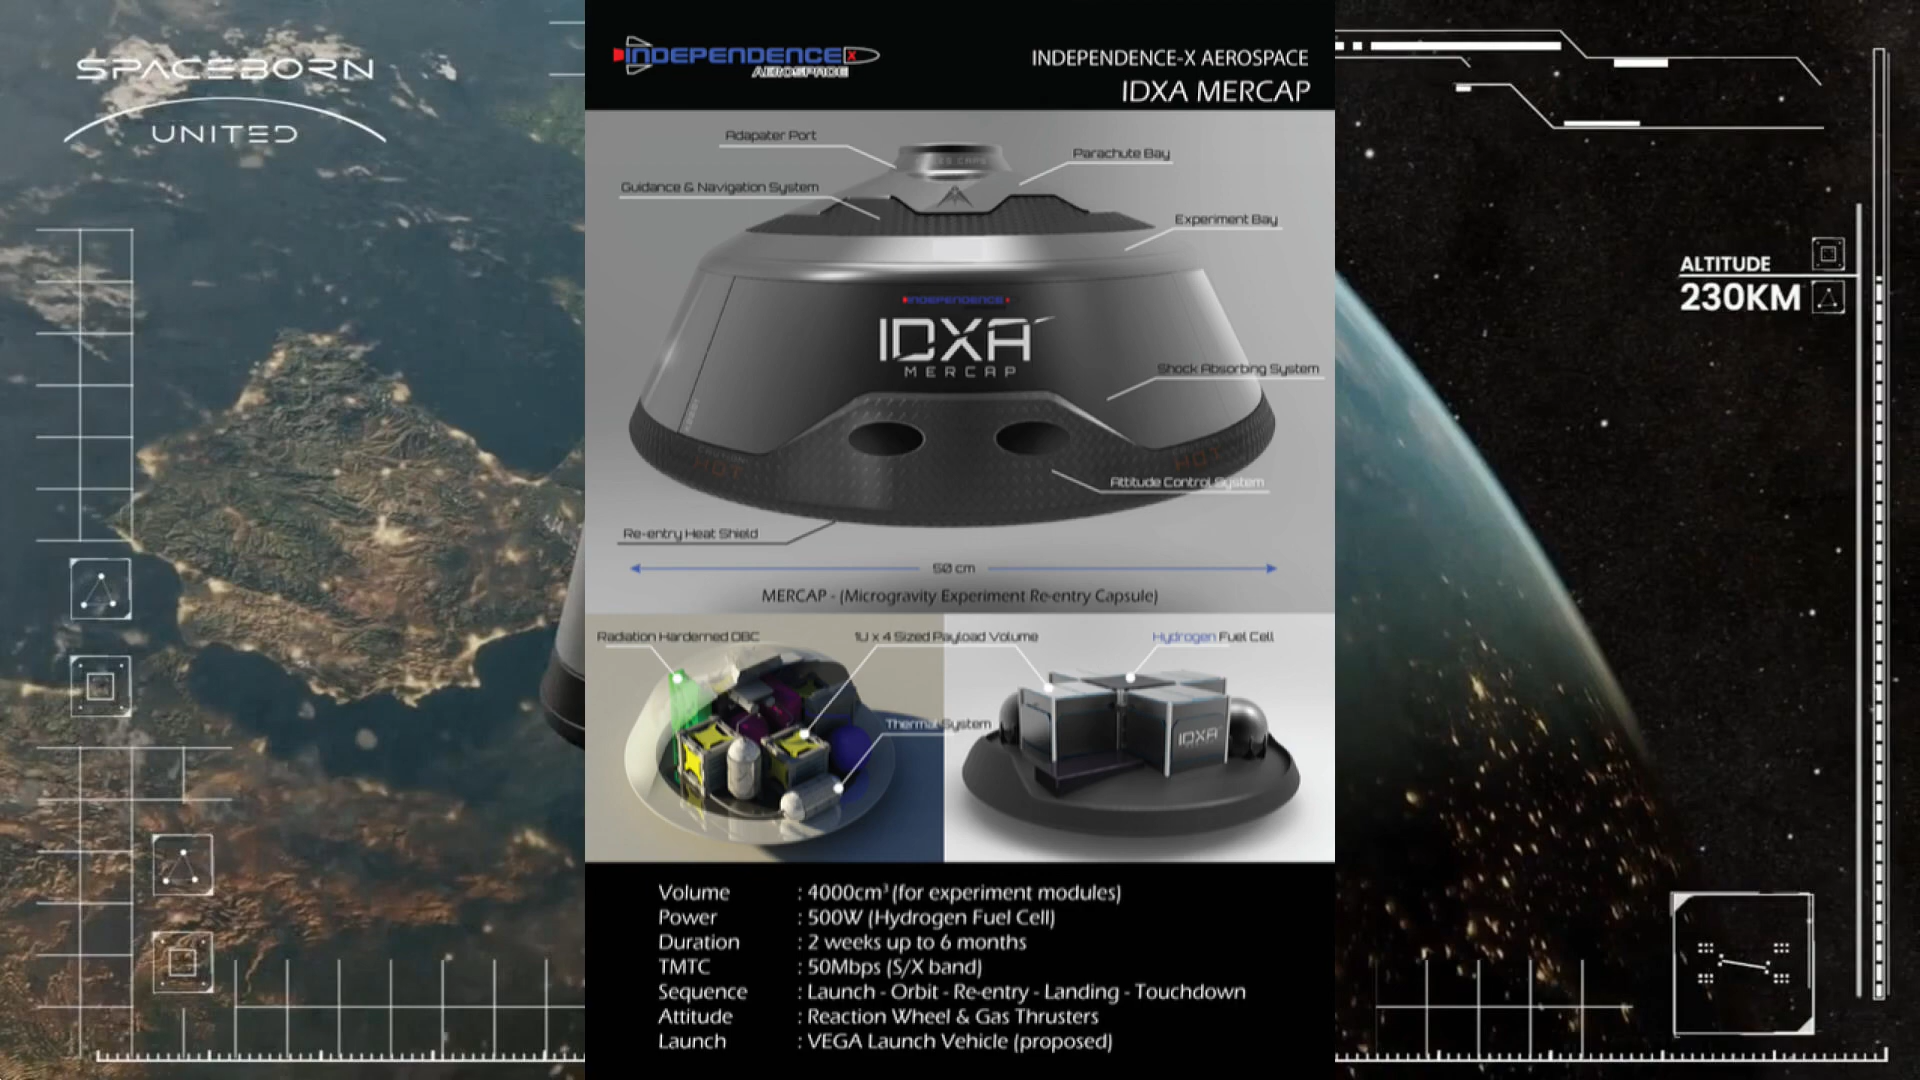 SPACEBORN
UNITED
INDEPENDENCE X
AEROSPACE
INDEPENDENCE-X AEROSPACE
IDXA MERCAP
Adapater Port
Parachute Bay
Guidance & Navigation System
Experiment Bay
INDEPENDENCE
IDXA
MERCAP
Shock Absorbing System
CAUTION
HOT
HOT
Attitude Control System
Re-entry Heat Shield
50 cm
MERCAP - (Microgravity Experiment Re-entry Capsule)
Radiation Harderned OBC
1U x 4 Sized Payload Volume
Hydrogen Fuel Cell
Thermal System
IDXA
Volume : 4000cm³ (for experiment modules)
Power : 500W (Hydrogen Fuel Cell)
Duration : 2 weeks up to 6 months
TMTC : 50Mbps (S/X band)
Sequence : Launch - Orbit - Re-entry - Landing - Touchdown
Attitude : Reaction Wheel & Gas Thrusters
Launch : VEGA Launch Vehicle (proposed)
ALTITUDE
230KM